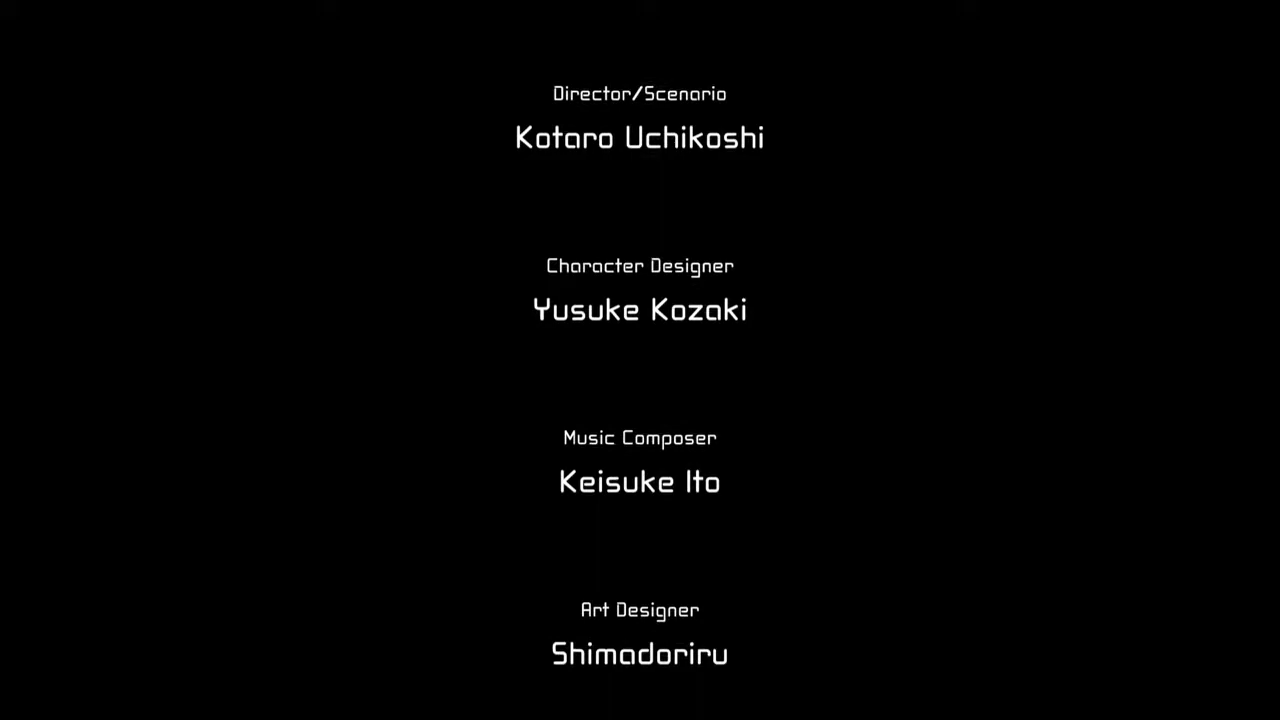 Director/Scenario
Kotaro Uchikoshi
Character Designer
Yusuke Kozaki
Music Composer
Keisuke Ito
Art Designer
Shimadoriru